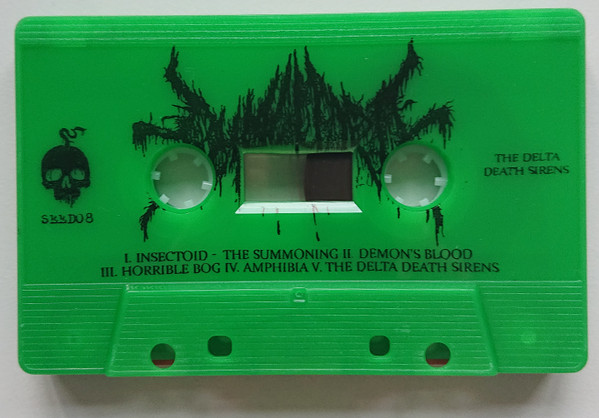 THE DELTA
DEATH SIRENS
SEED08
I. INSECTOID - THE SUMMONING II. DEMON'S BLOOD
III. HORRIBLE BOG IV. AMPHIBIA V. THE DELTA DEATH SIRENS